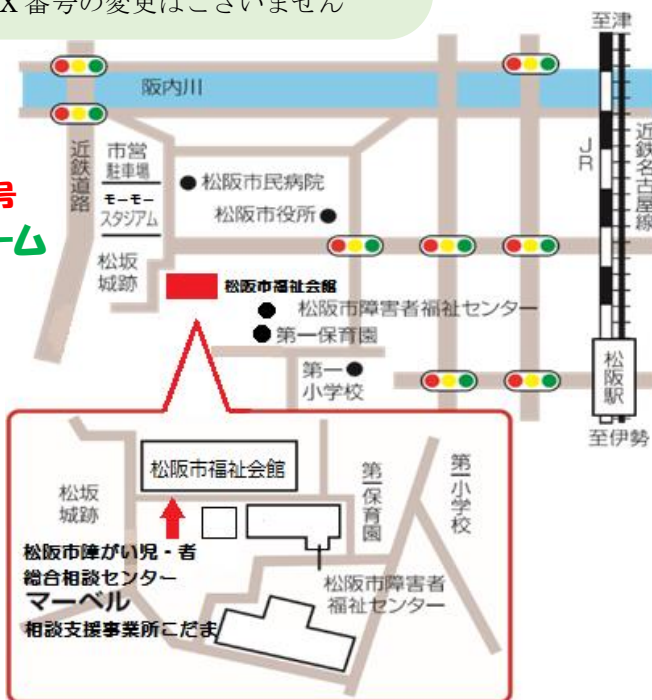 X番号の変更はございません
至津
阪内川
近鉄道路
市営
駐車場
モーモー
スタジアム
JR
近鉄名古屋線
号
ーム
松阪市民病院
松阪市役所
松坂
城跡
松阪市福祉会館
松阪市障害者福祉センター
第一保育園
第一
小学校
松阪駅
至伊勢
松阪市福祉会館
松坂
城跡
第一保育園
第一小学校
松阪市障がい児・者
総合相談センター
マーベル
相談支援事業所こだま
松阪市障害者
福祉センター